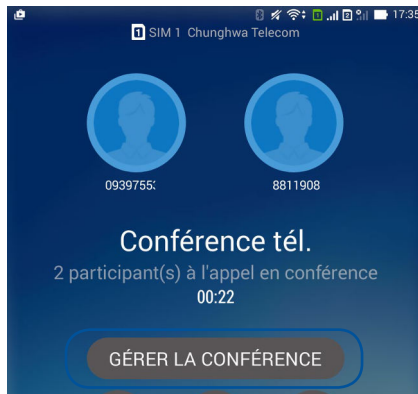 17:35
1 SIM 1 Chunghwa Telecom
0939755
8811908
Conférence tél.
2 participant(s) à l'appel en conférence
00:22
GÉRER LA CONFÉRENCE